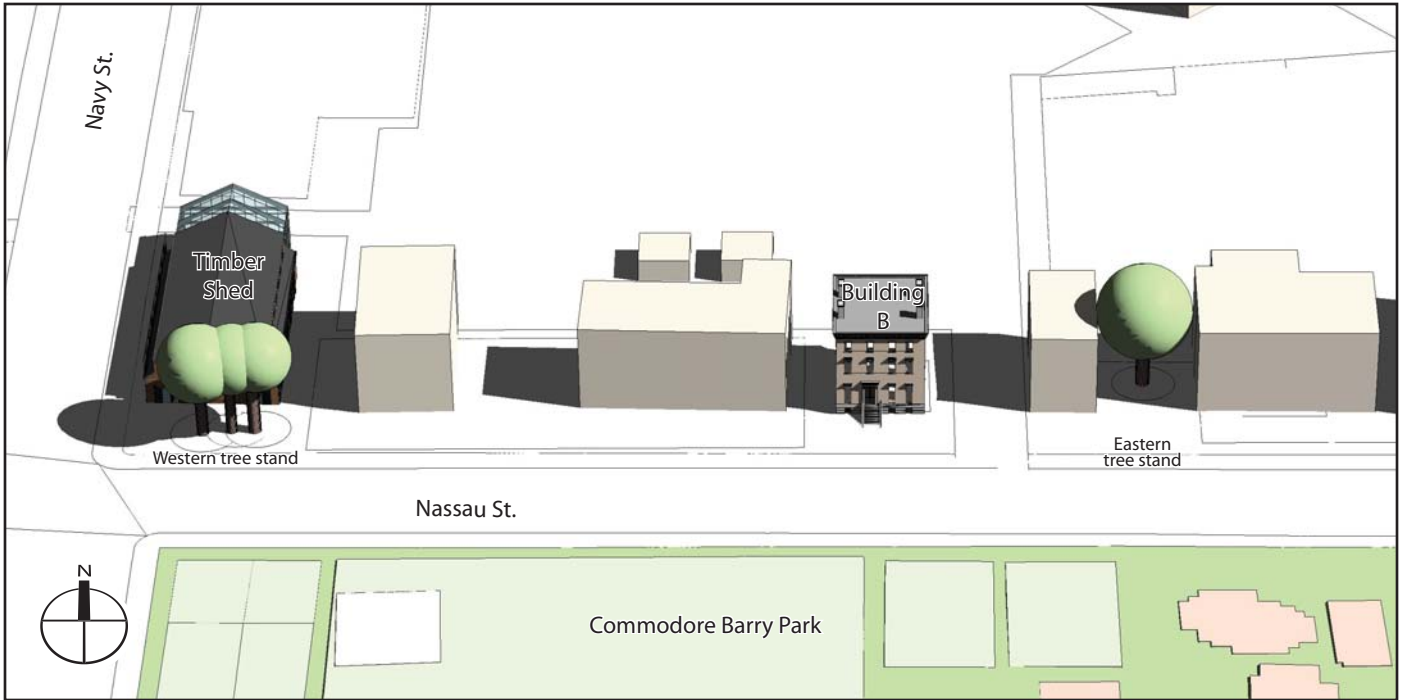 Navy St.
Timber
Shed
Building
B
Western tree stand
Eastern
tree stand
Nassau St.
N
Commodore Barry Park